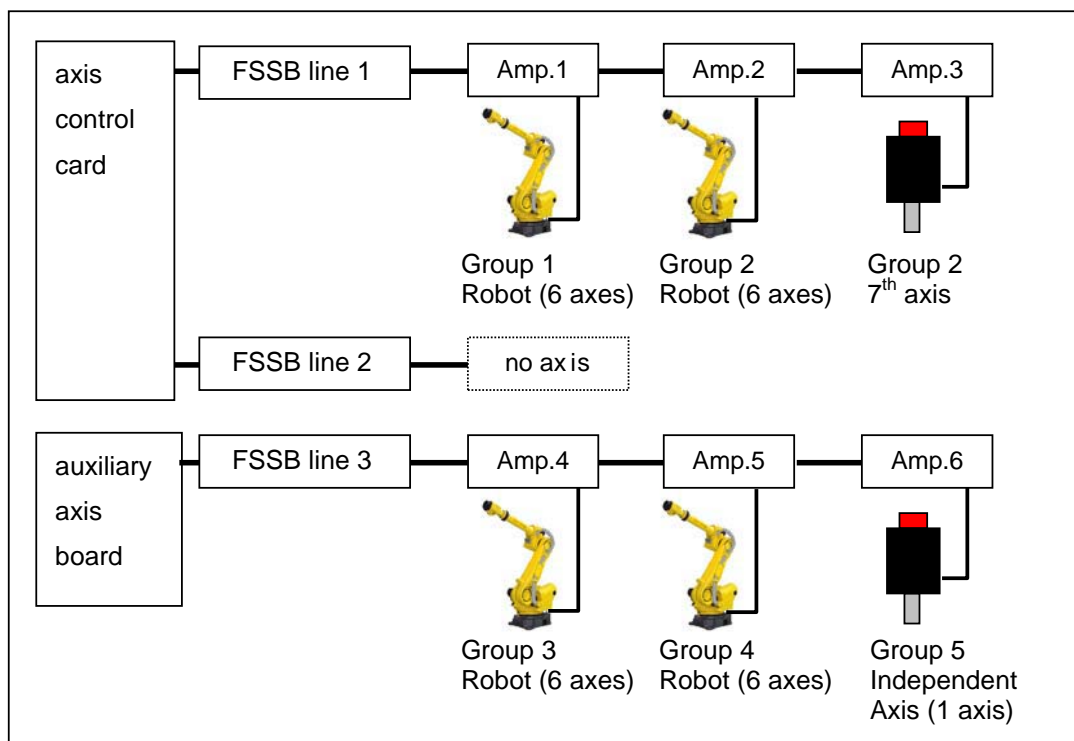 axis
control
card
FSSB line 1
Amp.1
Amp.2
Amp.3
Group 1
Robot (6 axes)
Group 2
Robot (6 axes)
Group 2
7th axis
FSSB line 2
no axis
auxiliary
axis
board
FSSB line 3
Amp.4
Amp.5
Amp.6
Group 3
Robot (6 axes)
Group 4
Robot (6 axes)
Group 5
Independent
Axis (1 axis)